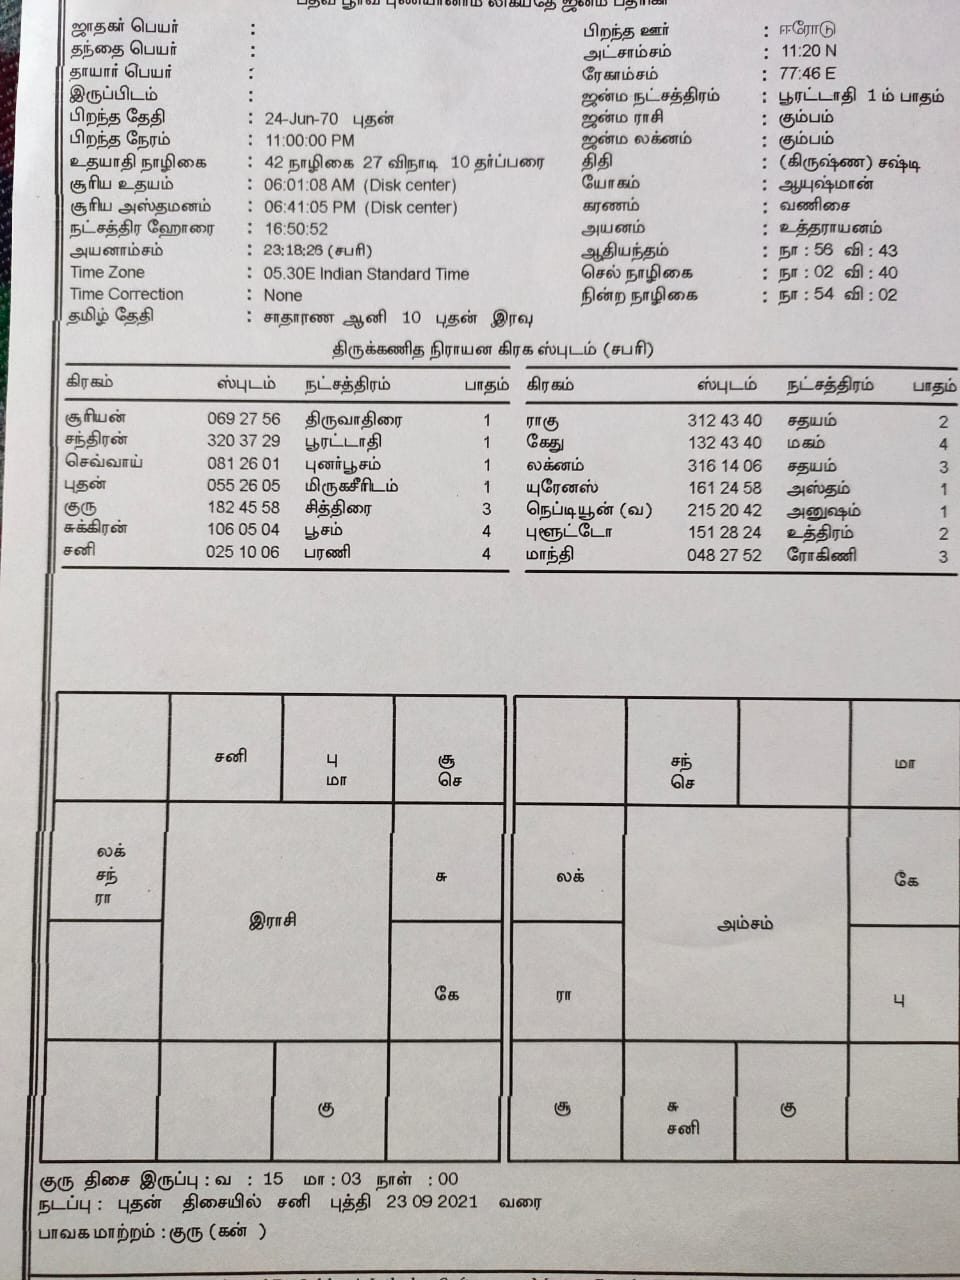 ஜாதகர் பெயர் :
தந்தை பெயர் :
தாயார் பெயர் :
இருப்பிடம் :
பிறந்த தேதி : 24-Jun-70 புதன்
பிறந்த நேரம் : 11:00:00 PM
உதயாதி நாழிகை : 42 நாழிகை 27 விநாடி 10 தர்ப்பரை
சூரிய உதயம் : 06:01:08 AM (Disk center)
சூரிய அஸ்தமனம் : 06:41:05 PM (Disk center)
நட்சத்திர ஹோரை : 16:50:52
அயனாம்சம் : 23:18:26 (சபரி)
Time Zone : 05.30E Indian Standard Time
Time Correction : None
தமிழ் தேதி : சாதாரண ஆனி 10 புதன் இரவு
பிறந்த ஊர் : ஈரோடு
அட்சாம்சம் : 11:20 N
ரேகாம்சம் : 77:46 E
ஜன்ம நட்சத்திரம் : பூரட்டாதி 1 ம் பாதம்
ஜன்ம ராசி : கும்பம்
ஜன்ம லக்னம் : கும்பம்
திதி : (கிருஷ்ண) சஷ்டி
யோகம் : ஆயுஷ்மான்
கரணம் : வணிசை
அயனம் : உத்தராயனம்
ஆதியந்தம் : நா : 56 வி : 43
செல் நாழிகை : நா : 02 வி : 40
நின்ற நாழிகை : நா : 54 வி : 02
திருக்கணித நிராயன கிரக ஸ்புடம் (சபரி)
கிரகம் ஸ்புடம் நட்சத்திரம் பாதம்
சூரியன் 069 27 56 திருவாதிரை 1
சந்திரன் 320 37 29 பூரட்டாதி 1
செவ்வாய் 081 26 01 புனர்பூசம் 1
புதன் 055 26 05 மிருகசீரிடம் 1
குரு 182 45 58 சித்திரை 3
சுக்கிரன் 106 05 04 பூசம் 4
சனி 025 10 06 பரணி 4
கிரகம் ஸ்புடம் நட்சத்திரம் பாதம்
ராகு 312 43 40 சதயம் 2
கேது 132 43 40 மகம் 4
லக்னம் 316 14 06 சதயம் 3
யுரேனஸ் 161 24 58 அஸ்தம் 1
நெப்டியூன் (வ) 215 20 42 அனுஷம் 1
புளூட்டோ 151 28 24 உத்திரம் 2
மாந்தி 048 27 52 ரோகிணி 3
சனி
பு
மா
சூ
செ
லக்
சந்
ரா
சு
இராசி
கே
கு
சந்
செ
மா
லக்
கே
அம்சம்
ரா
பு
சூ
சு
சனி
கு
குரு திசை இருப்பு : வ : 15 மா : 03 நாள் : 00
நடப்பு : புதன் திசையில் சனி புத்தி 23 09 2021 வரை
பாவக மாற்றம் : குரு (கன் )